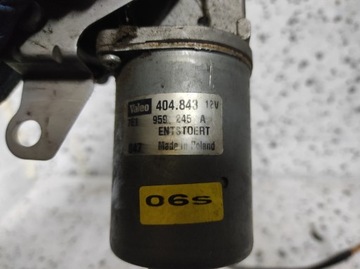 Valeo 404.843 12V
959 245 A
ENTSTOERT
Made in Poland
06S